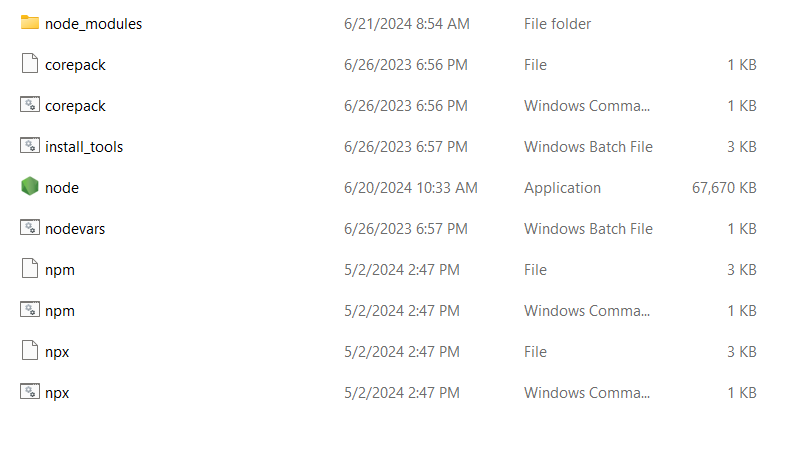 node_modules 6/21/2024 8:54 AM File folder
corepack 6/26/2023 6:56 PM File 1 KB
corepack 6/26/2023 6:56 PM Windows Comma... 1 KB
install_tools 6/26/2023 6:57 PM Windows Batch File 3 KB
node 6/20/2024 10:33 AM Application 67,670 KB
nodevars 6/26/2023 6:57 PM Windows Batch File 1 KB
npm 5/2/2024 2:47 PM File 3 KB
npm 5/2/2024 2:47 PM Windows Comma... 1 KB
npx 5/2/2024 2:47 PM File 3 KB
npx 5/2/2024 2:47 PM Windows Comma... 1 KB